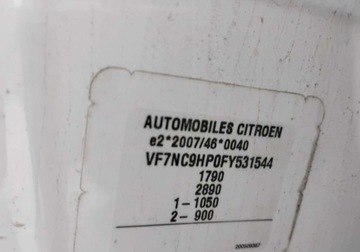 AUTOMOBILES CITROEN
e2*2007/46*0040
VF7NC9HP0FY531544
1790
2890
1-1050
2-900